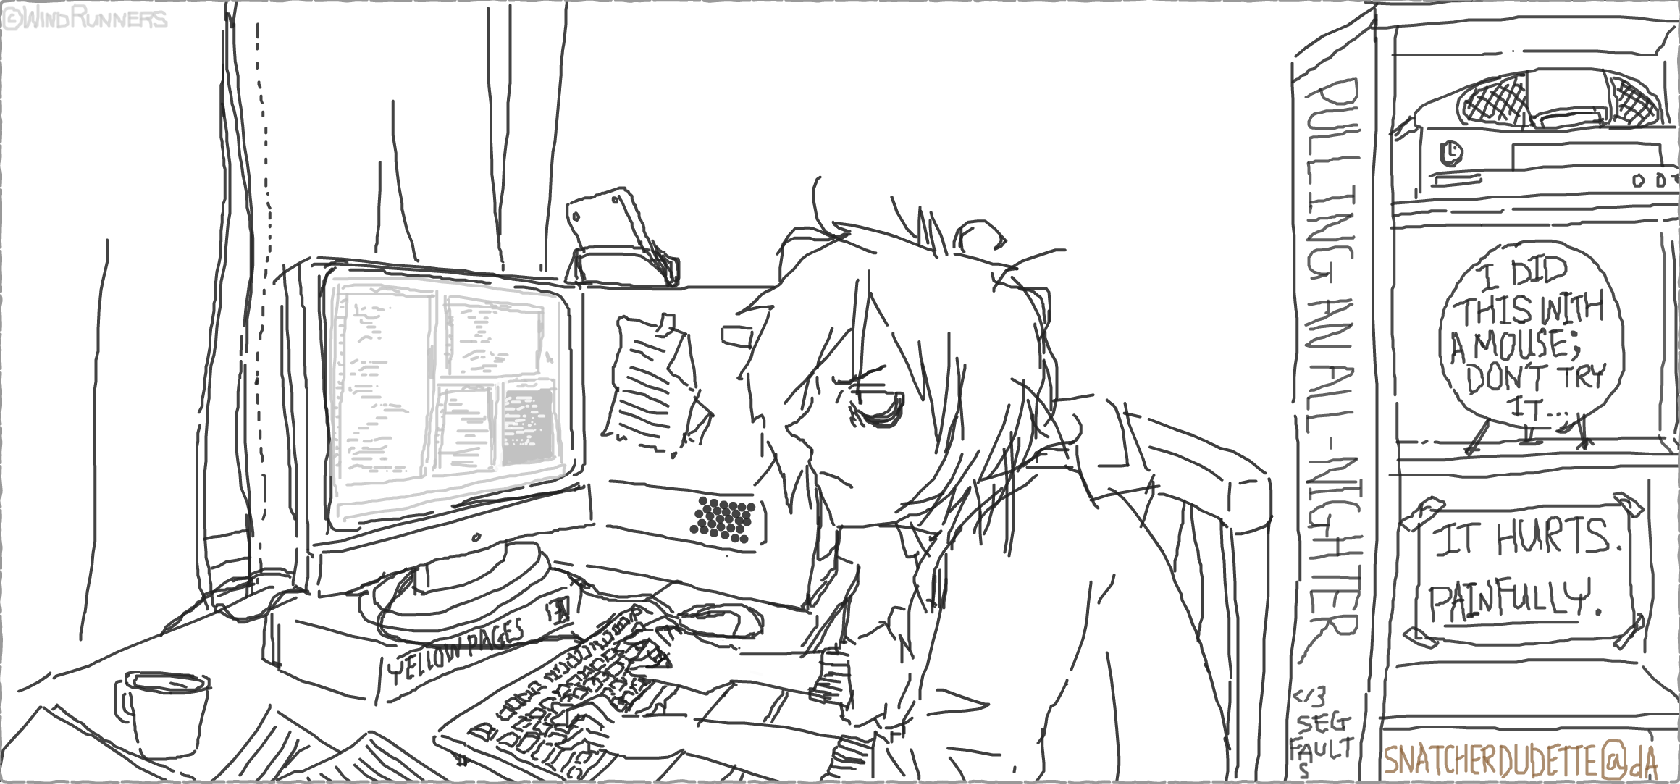 ©WINDRUNNERS
YELLOW PAGES
PULLING AN ALL-NIGHTER
</3
SEG
FAULT
S
I DID
THIS WITH
A MOUSE;
DON'T TRY
IT...
IT HURTS.
PAINFULLY.
SNATCHERDUDETTE@dA